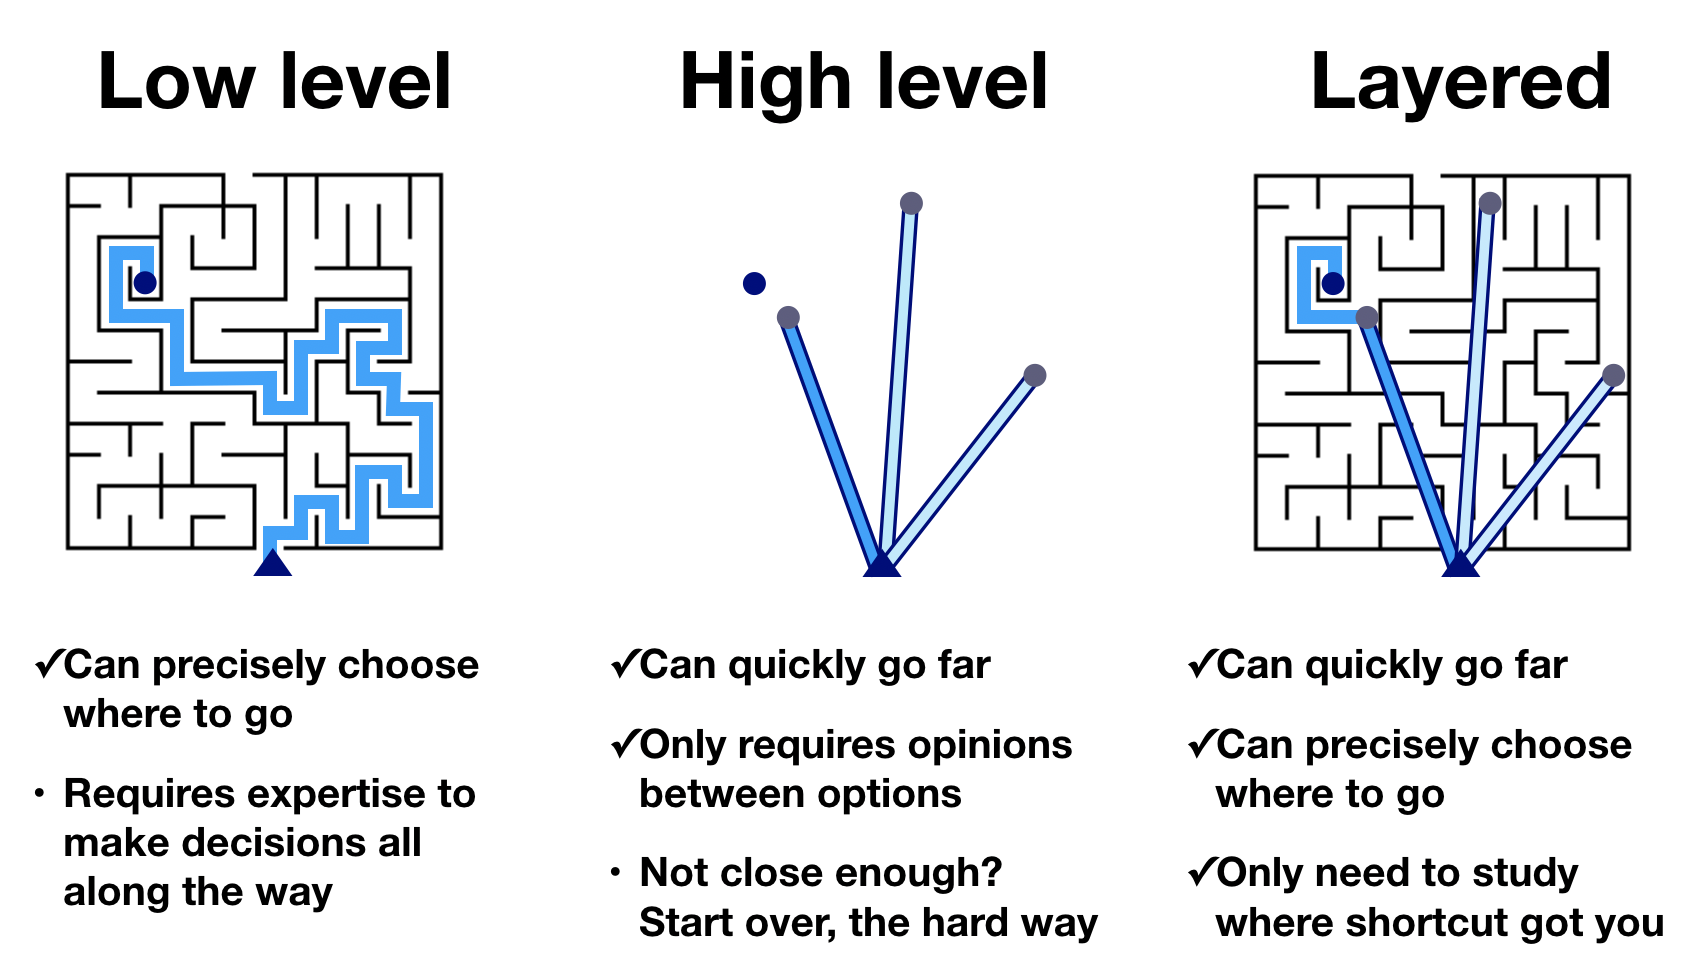 Low level
✓Can precisely choose
where to go
• Requires expertise to
make decisions all
along the way
High level
✓Can quickly go far
✓Only requires opinions
between options
• Not close enough?
Start over, the hard way
Layered
✓Can quickly go far
✓Can precisely choose
where to go
✓Only need to study
where shortcut got you